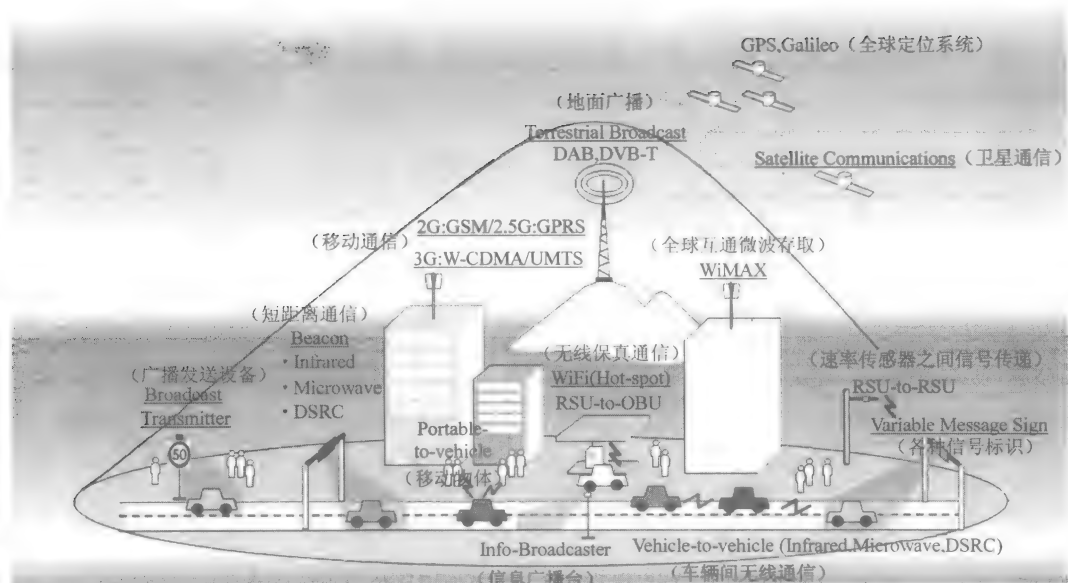 GPS,Galileo（全球定位系统）
（地面广播）
Terrestrial Broadcast
DAB,DVB-T
Satellite Communications（卫星通信）
（移动通信）
2G:GSM/2.5G:GPRS
3G:W-CDMA/UMTS
（全球互通微波存取）
WiMAX
（短距离通信）
Beacon
·Infrared
·Microwave
·DSRC
（广播发送设备）
Broadcast
Transmitter
50
（无线保真通信）
WiFi(Hot-spot)
RSU-to-OBU
（速率传感器之间信号传递）
RSU-to-RSU
Variable Message Sign
（各种信号标识）
Portable
-to-vehicle
（移动物体）
Info-Broadcaster
（信息广播台）
Vehicle-to-vehicle (Infrared.Microwave,DSRC)
（车辆间无线通信）